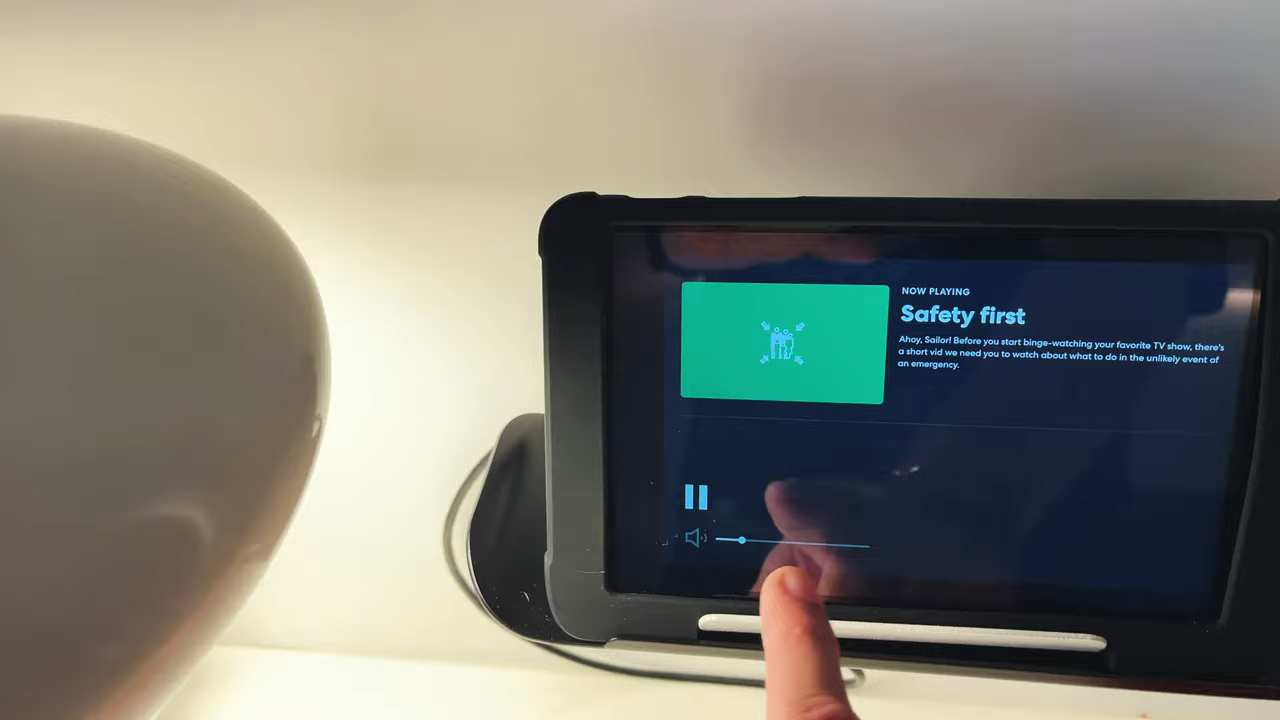 NOW PLAYING
Safety first
Ahoy, Sailor! Before you start binge-watching your favorite TV show, there's
a short vid we need you to watch about what to do in the unlikely event of
an emergency.